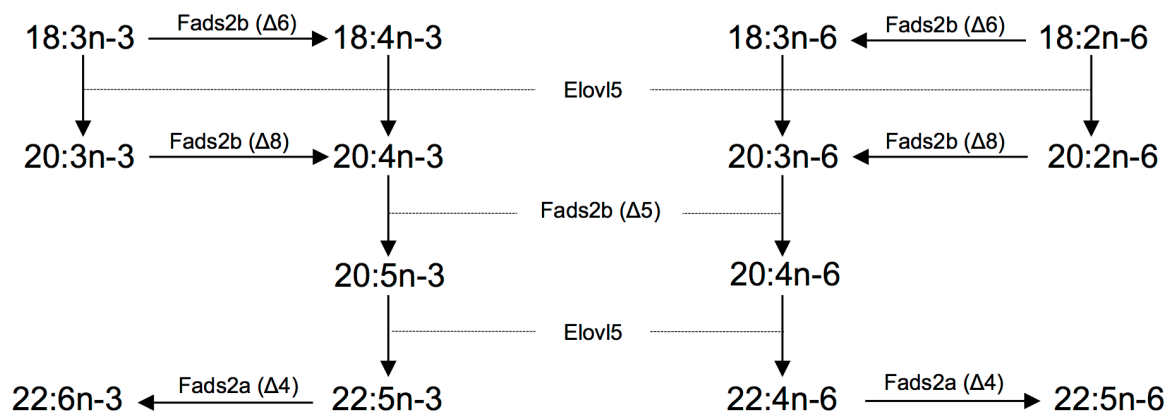 Fads2b (Δ6) Fads2b (Δ6)
18:3n-3 18:4n-3 18:3n-6 18:2n-6
Elovl5
Fads2b (Δ8) Fads2b (Δ8)
20:3n-3 20:4n-3 20:3n-6 20:2n-6
Fads2b (Δ5)
20:5n-3 20:4n-6
Elovl5
Fads2a (Δ4) Fads2a (Δ4)
22:6n-3 22:5n-3 22:4n-6 22:5n-6